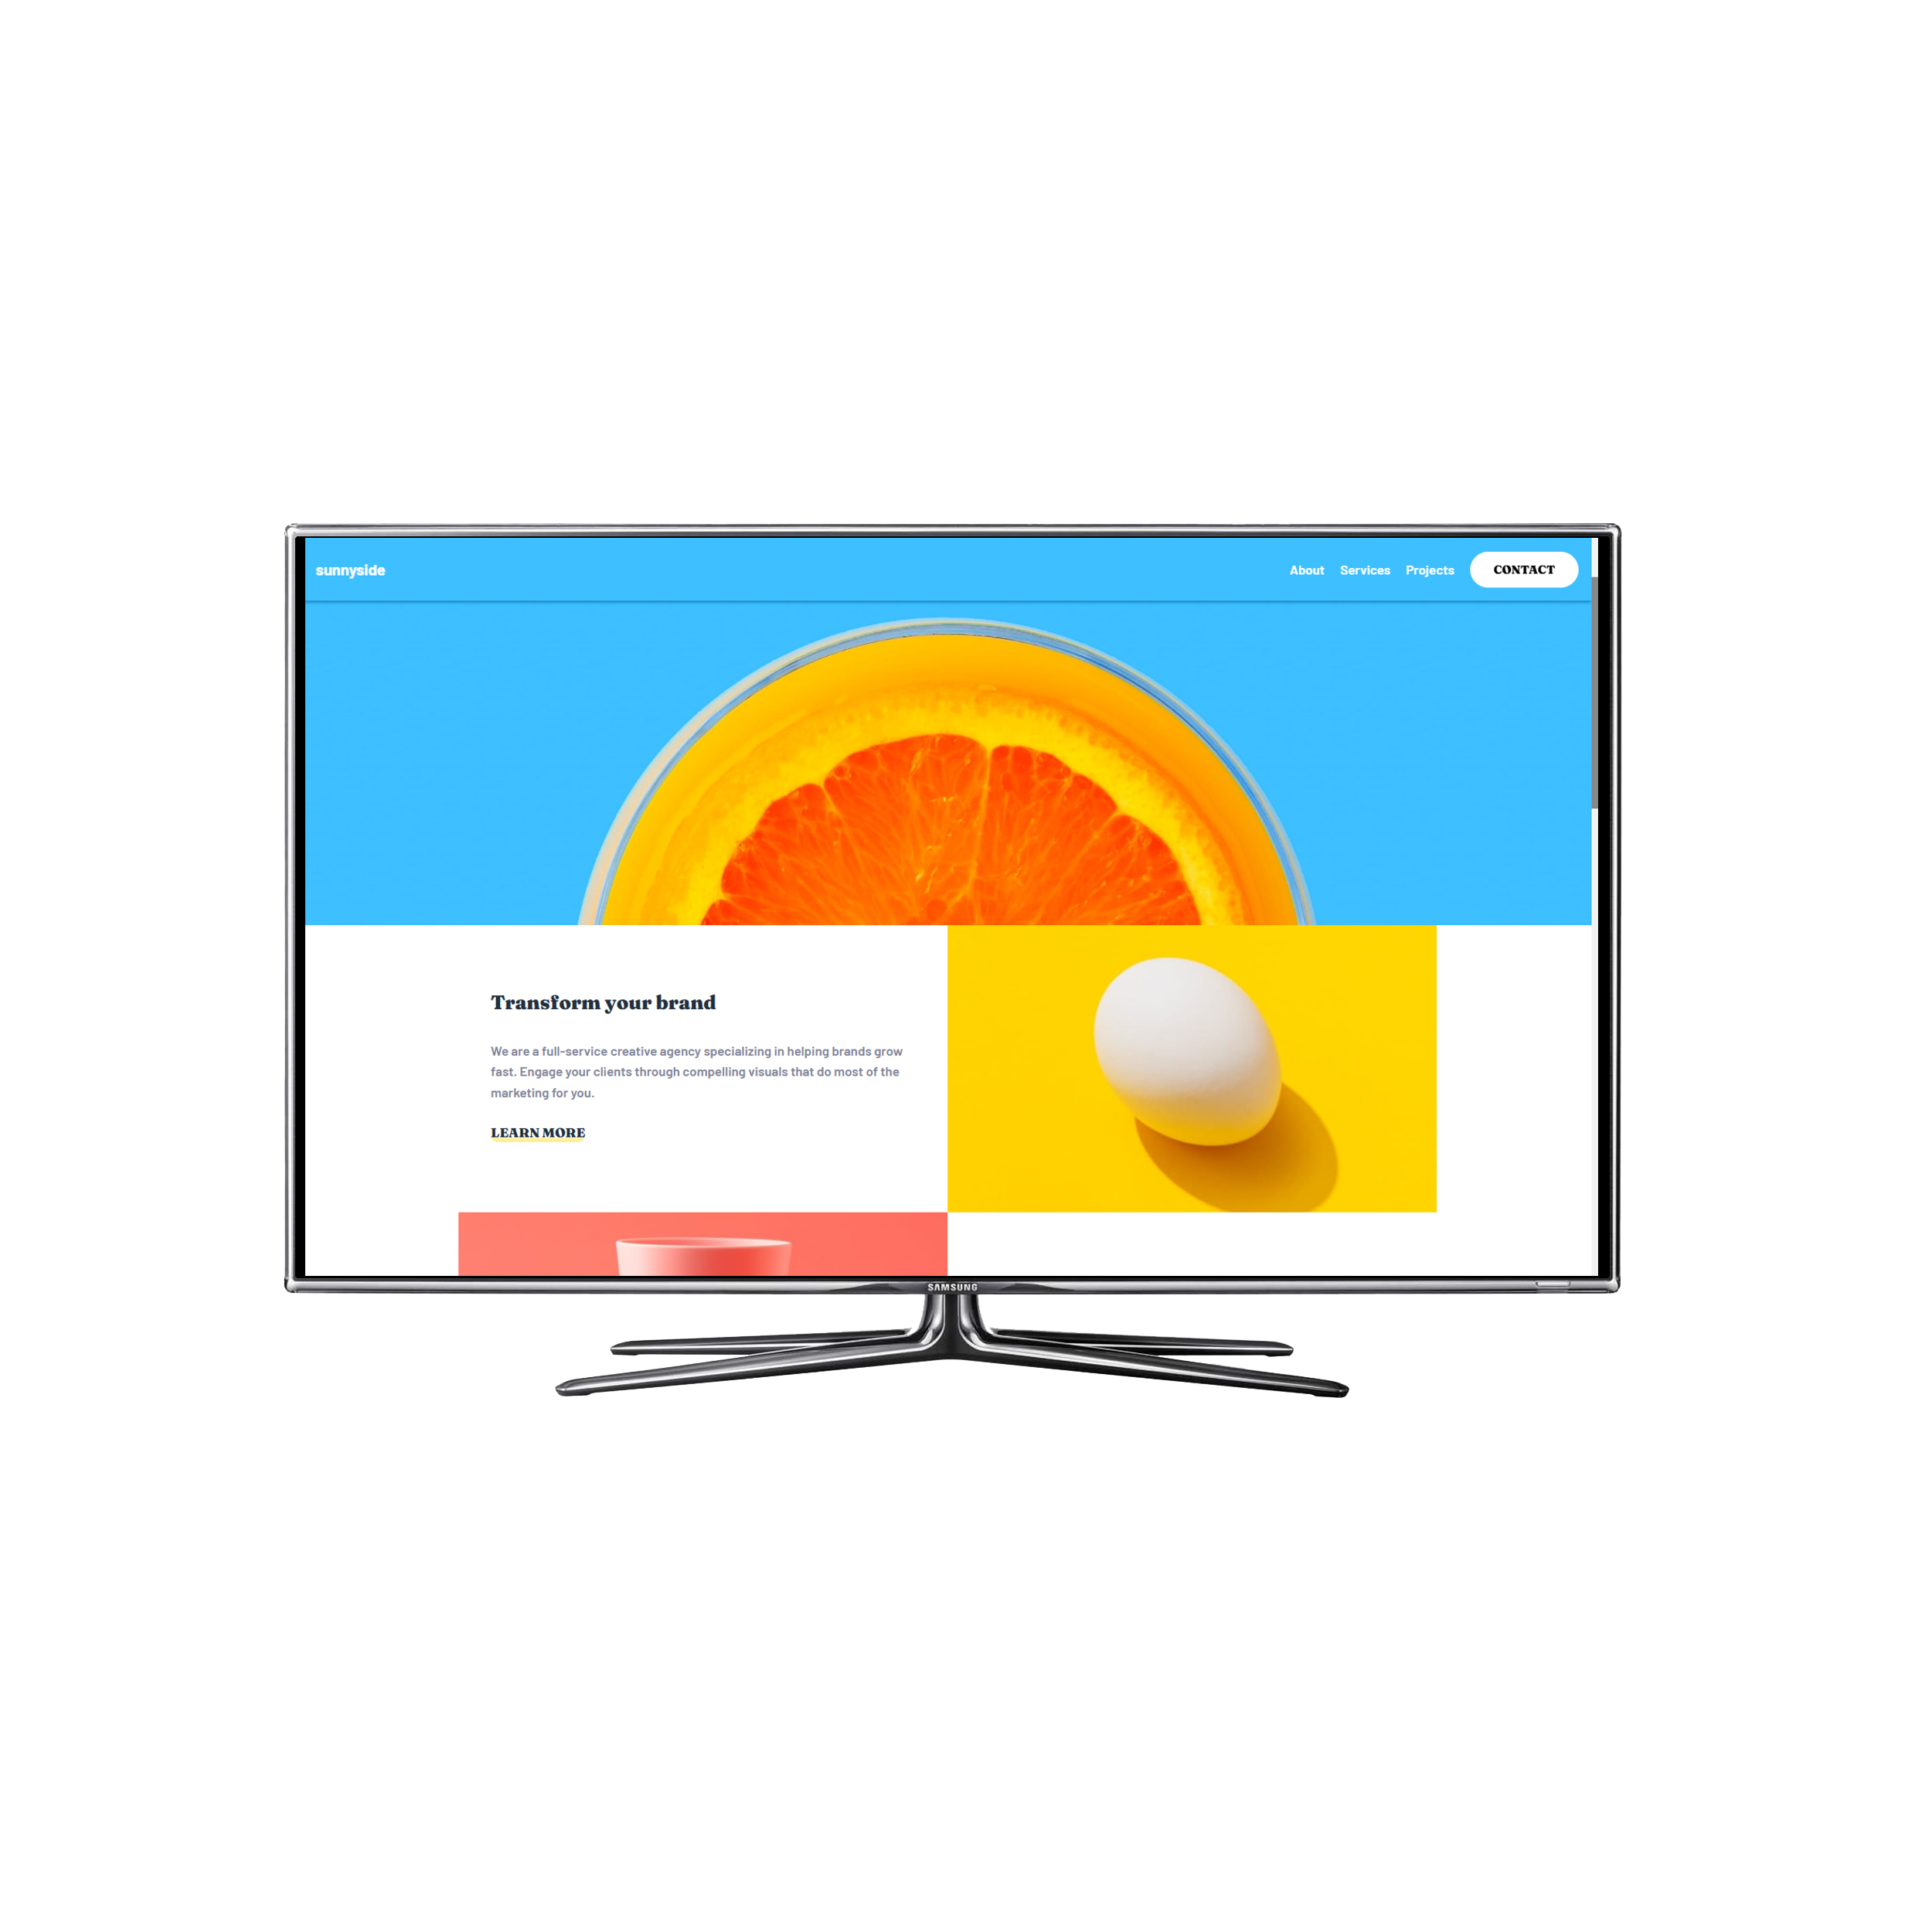 sunnyside
About Services Projects CONTACT
Transform your brand
We are a full-service creative agency specializing in helping brands grow
fast. Engage your clients through compelling visuals that do most of the
marketing for you.
LEARN MORE
SAMSUNG